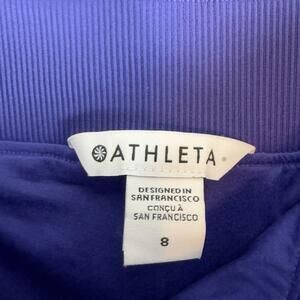 ATHLETA
DESIGNED IN
SAN FRANCISCO
CONÇU À
SAN FRANCISCO
8